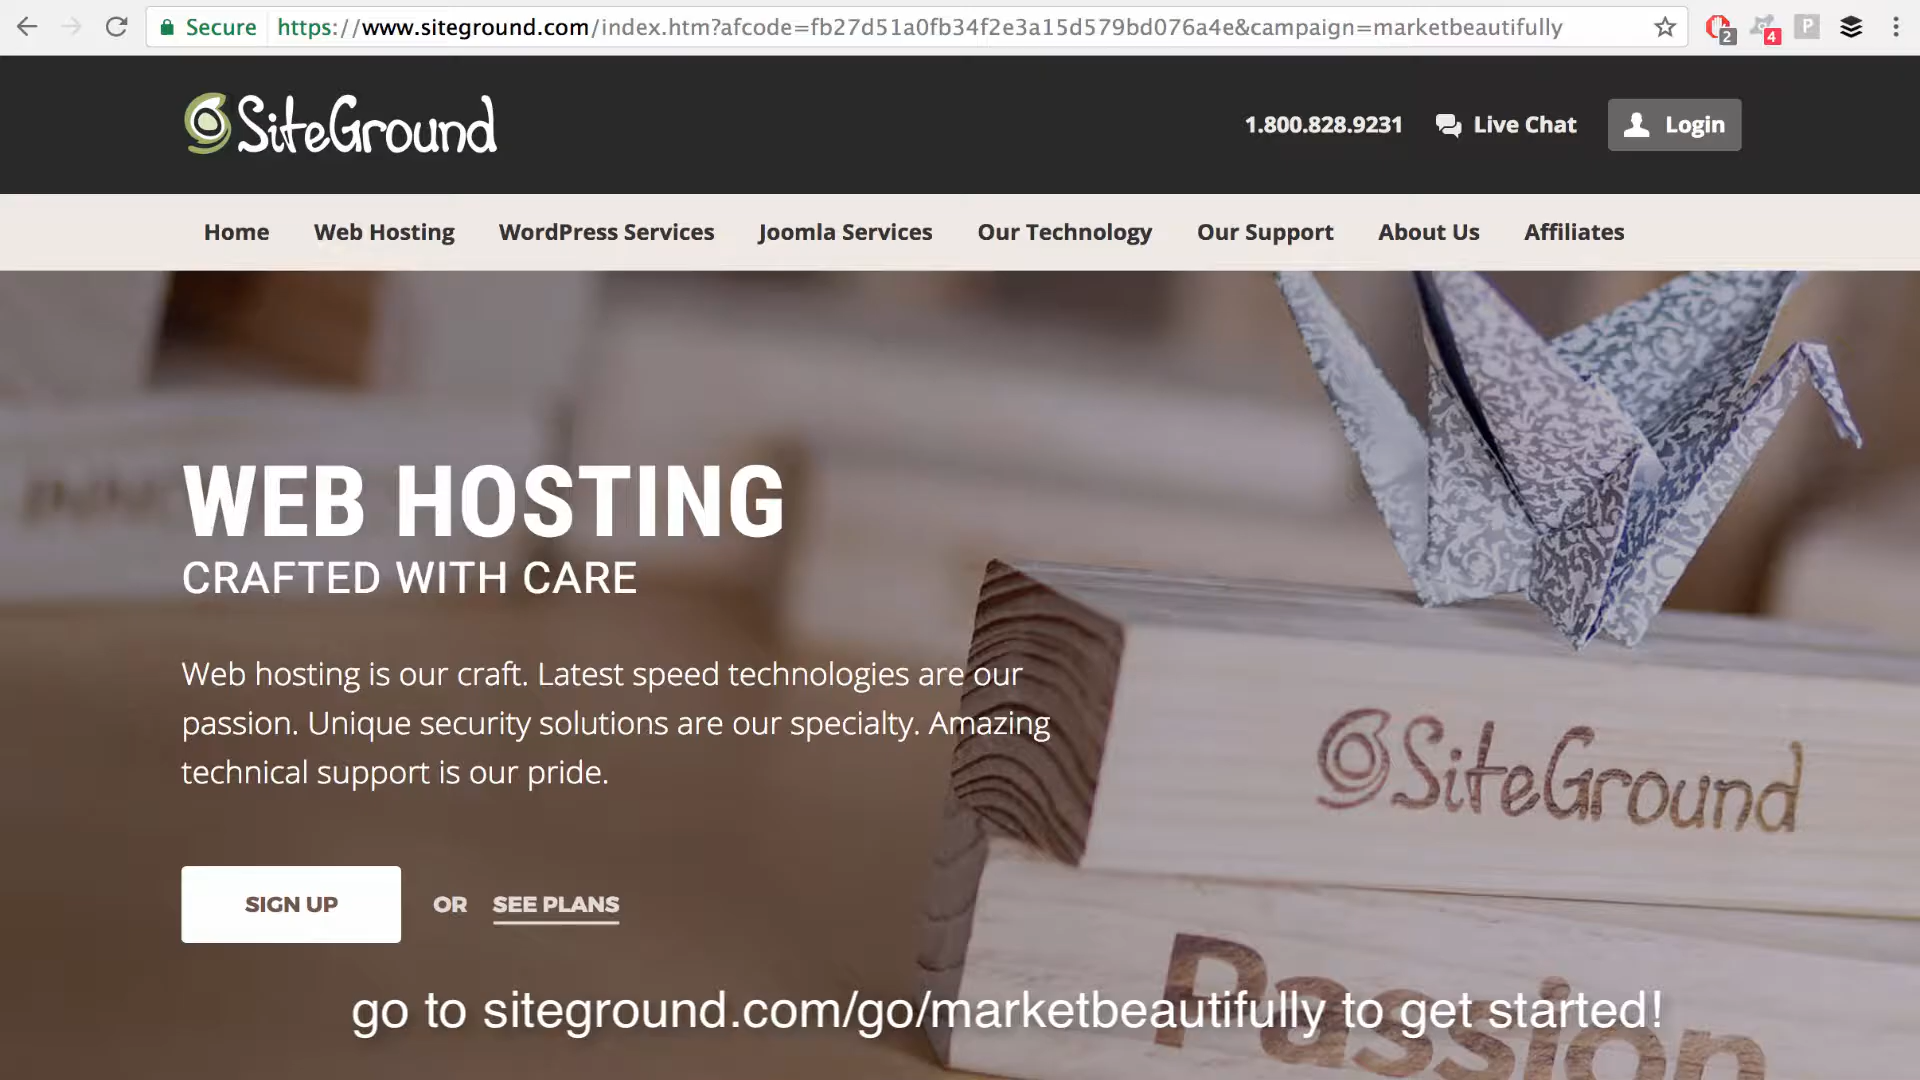 Secure https://www.siteground.com/index.htm?afcode=fb27d51a0fb34f2e3a15d579bd076a4e&campaign=marketbeautifully
2 4 P
SiteGround
1.800.828.9231 Live Chat Login
Home Web Hosting WordPress Services Joomla Services Our Technology Our Support About Us Affiliates
WEB HOSTING
CRAFTED WITH CARE
Web hosting is our craft. Latest speed technologies are our
passion. Unique security solutions are our specialty. Amazing
technical support is our pride.
SiteGround
SIGN UP OR SEE PLANS
Passion
go to siteground.com/go/marketbeautifully to get started!